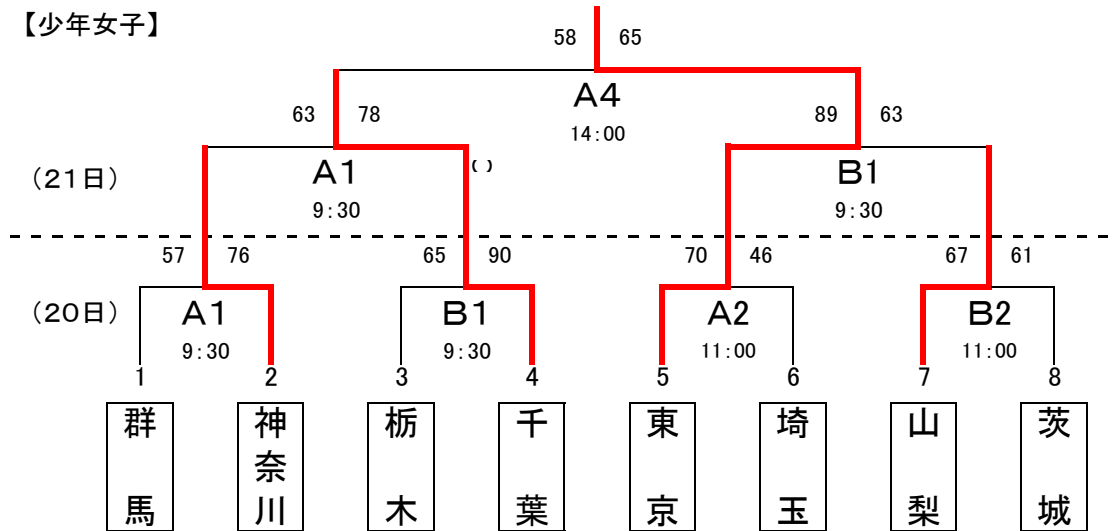 【少年女子】
58 65
A4
14:00
63 78 89 63
(21日)
A1 ( ) B1
9:30 9:30
57 76 65 90 70 46 67 61
(20日)
A1 B1 A2 B2
9:30 9:30 11:00 11:00
1 2 3 4 5 6 7 8
群馬 神奈川 栃木 千葉 東京 埼玉 山梨 茨城